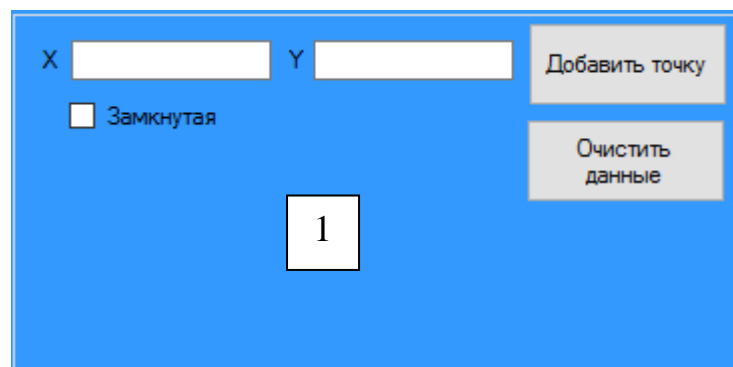 X Y Добавить точку
Замкнутая
Очистить
данные
1